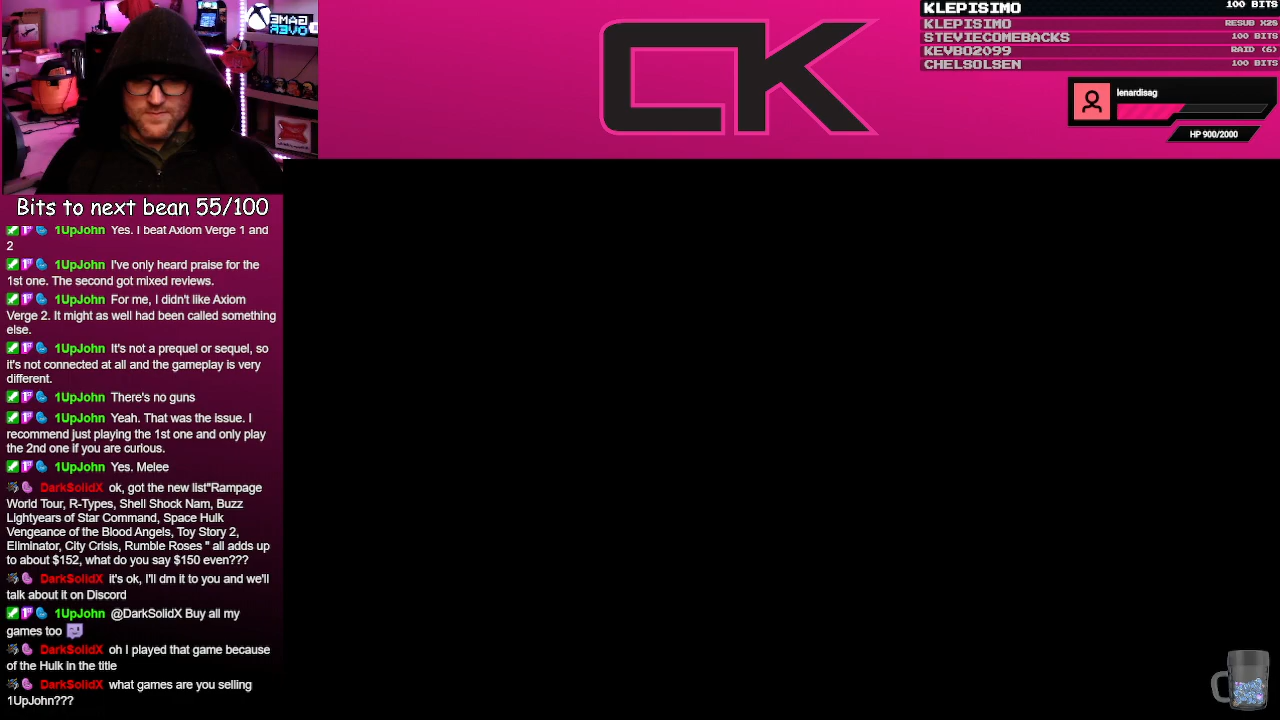 GAME
OVER
CK
KLEPISIMO 100 BITS
KLEPISIMO RESUB X26
STEVIECOMEBACKS 100 BITS
KEVBO2099 RAID (6)
CHELSOLSEN 100 BITS
lenardisag
HP 900/2000
Bits to next bean 55/100
1UpJohn Yes. I beat Axiom Verge 1 and
2
1UpJohn I've only heard praise for the
1st one. The second got mixed reviews.
1UpJohn For me, I didn't like Axiom
Verge 2. It might as well had been called something
else.
1UpJohn It's not a prequel or sequel, so
it's not connected at all and the gameplay is very
different.
1UpJohn There's no guns
1UpJohn Yeah. That was the issue. I
recommend just playing the 1st one and only play
the 2nd one if you are curious.
1UpJohn Yes. Melee
DarkSolidX ok, got the new list"Rampage
World Tour, R-Types, Shell Shock Nam, Buzz
Lightyears of Star Command, Space Hulk
Vengeance of the Blood Angels, Toy Story 2,
Eliminator, City Crisis, Rumble Roses " all adds up
to about $152, what do you say $150 even???
DarkSolidX it's ok, I'll dm it to you and we'll
talk about it on Discord
1UpJohn @DarkSolidX Buy all my
games too
DarkSolidX oh I played that game because
of the Hulk in the title
DarkSolidX what games are you selling
1UpJohn???